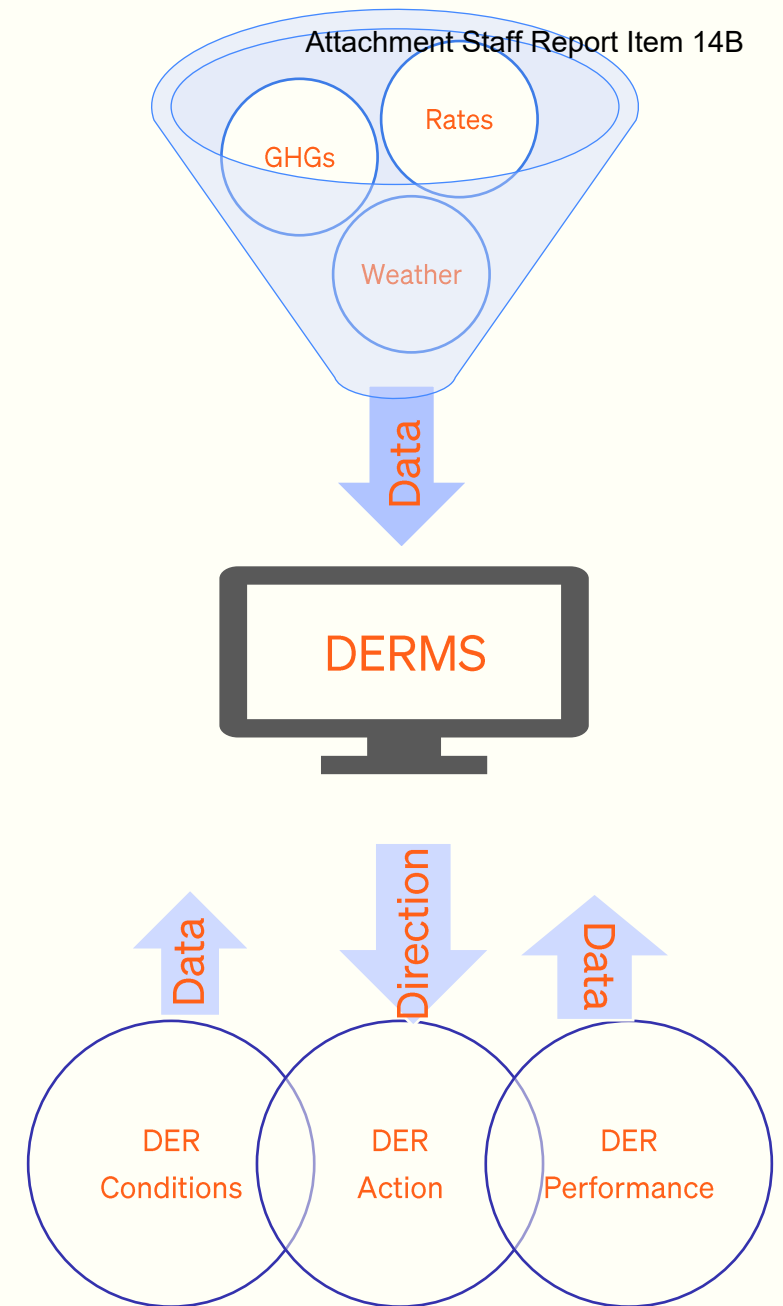 Attachment Staff Report Item 14B
Rates
GHGs
Weather
Data
DERMS
Data
Direction
Data
DER
Conditions
DER
Action
DER
Performance